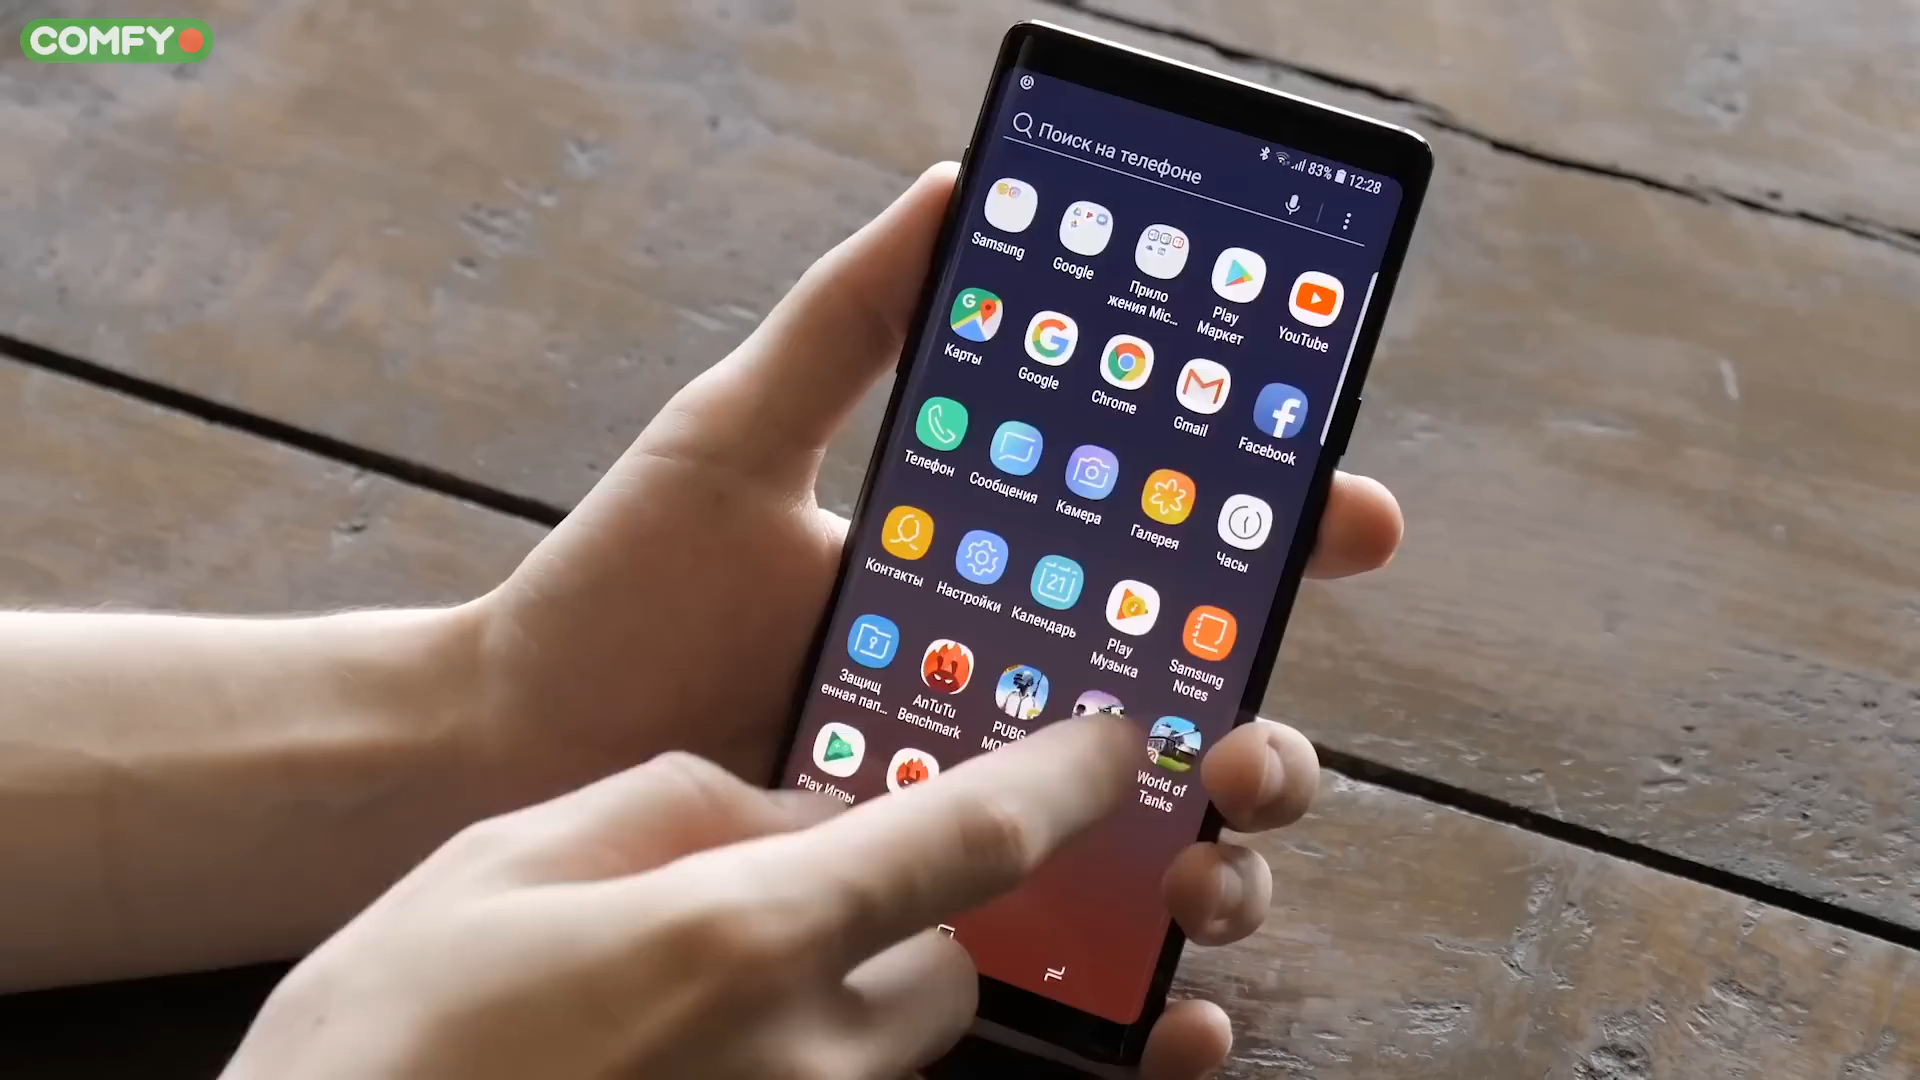 COMFY
83% 12:28
Поиск на телефоне
Samsung
Google
Прило
жения Mic...
Play
Маркет
YouTube
Карты
Google
Chrome
Gmail
Facebook
Телефон
Сообщения
Камера
Галерея
Часы
Контакты
Настройки
21
Календарь
Play
Музыка
Samsung
Notes
Защищ
енная пап...
AnTuTu
Benchmark
PUBG
World of
Tanks
Play Игры